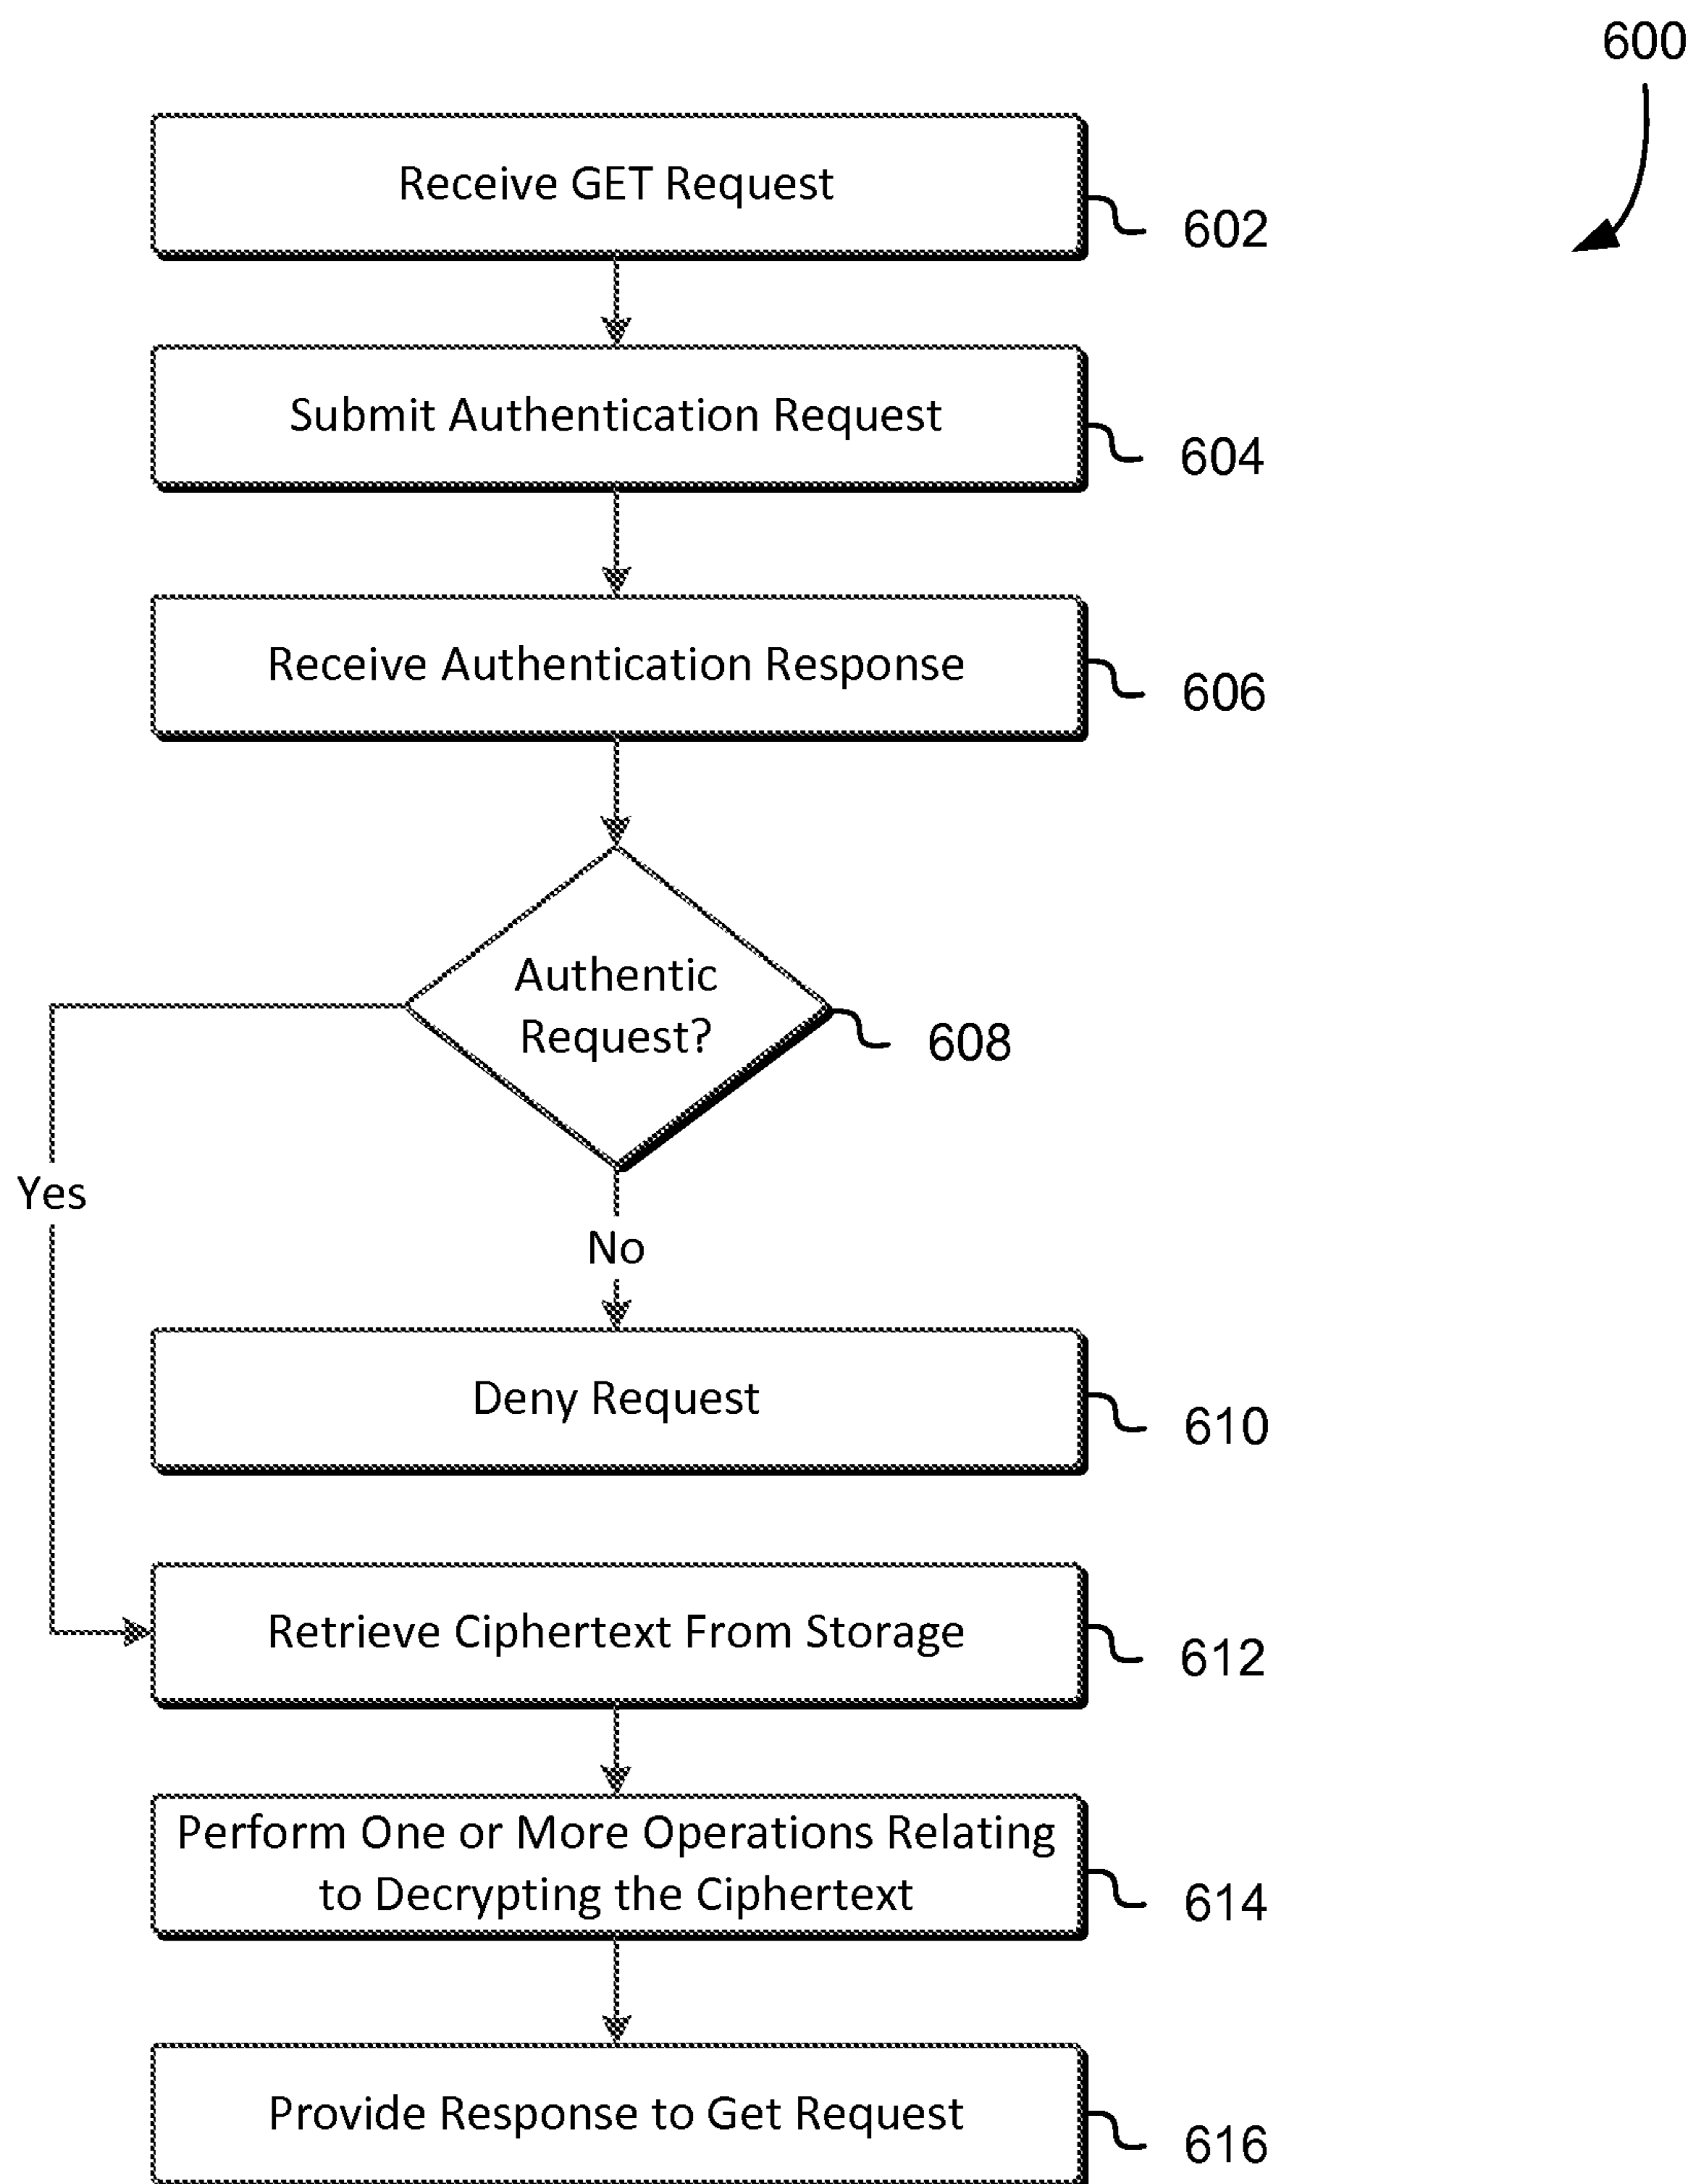 600
Receive GET Request
602
Submit Authentication Request
604
Receive Authentication Response
606
Authentic
Request?
608
Yes
No
Deny Request
610
Retrieve Ciphertext From Storage
612
Perform One or More Operations Relating
to Decrypting the Ciphertext
614
Provide Response to Get Request
616